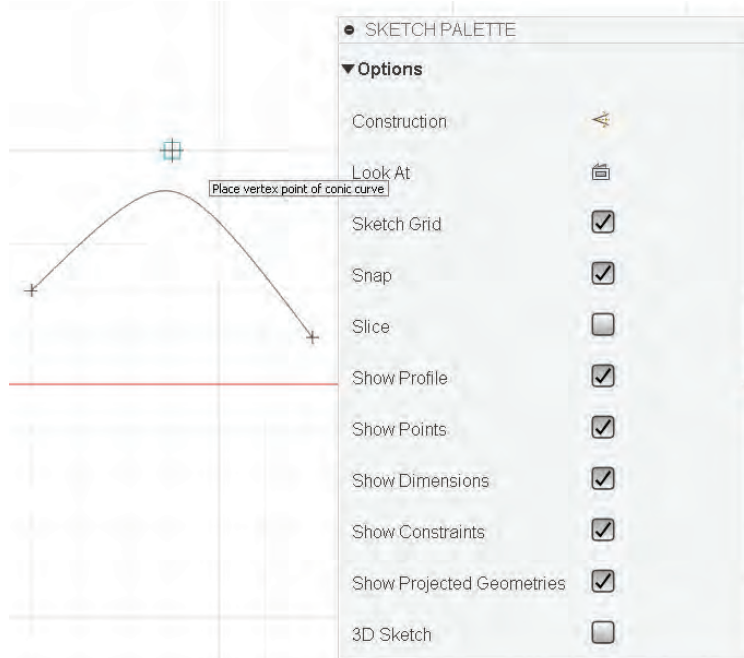 SKETCH PALETTE
Options
Construction
Look At
Place vertex point of conic curve
Sketch Grid
Snap
Slice
Show Profile
Show Points
Show Dimensions
Show Constraints
Show Projected Geometries
3D Sketch